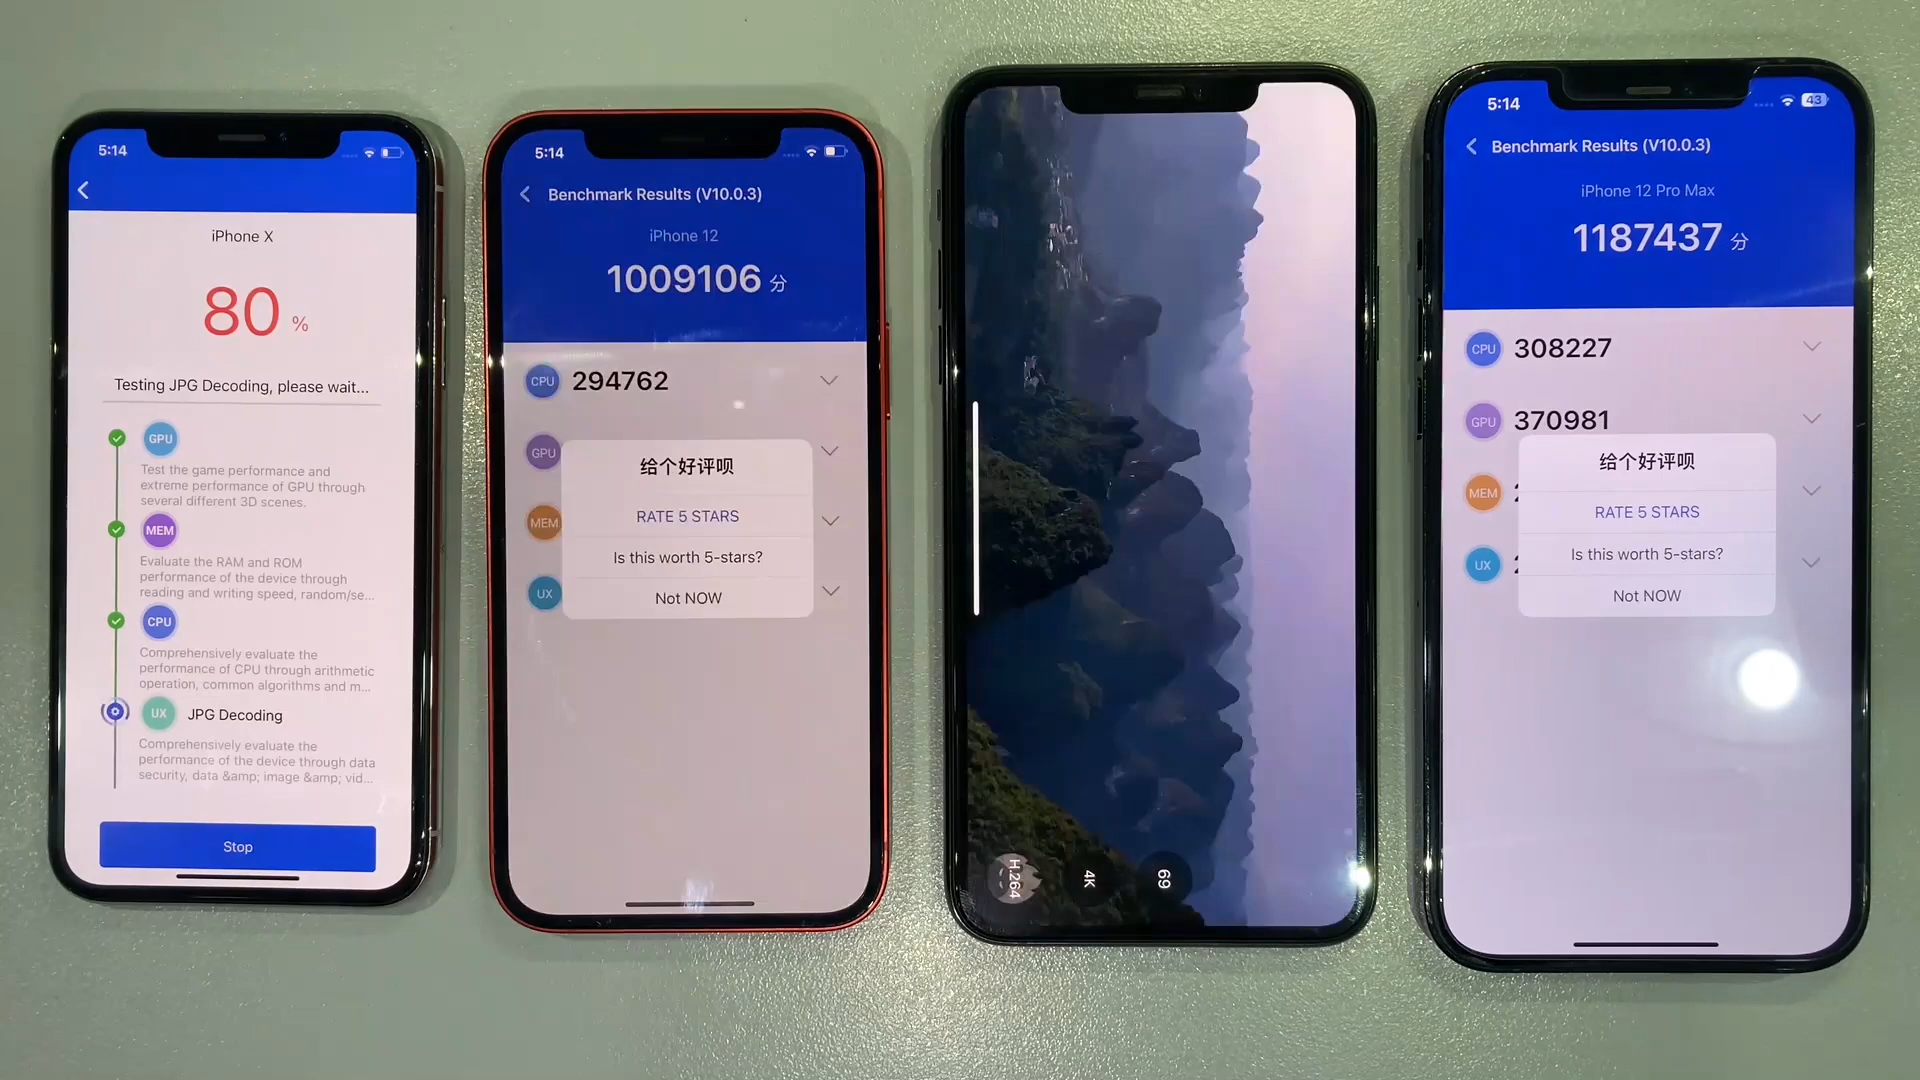 5:14
iPhone X
80 %
Testing JPG Decoding, please wait...
GPU
Test the game performance and
extreme performance of GPU through
several different 3D scenes.
MEM
Evaluate the RAM and ROM
performance of the device through
reading and writing speed, random/se...
CPU
Comprehensively evaluate the
performance of CPU through arithmetic
operation, common algorithms and m...
UX JPG Decoding
Comprehensively evaluate the
performance of the device through data
security, data &amp; image &amp; vid...
Stop
5:14
Benchmark Results (V10.0.3)
iPhone 12
1009106 分
CPU 294762
GPU
MEM
UX
给个好评呗
RATE 5 STARS
Is this worth 5-stars?
Not NOW
H.264
4K
69
5:14 43
Benchmark Results (V10.0.3)
iPhone 12 Pro Max
1187437 分
CPU 308227
GPU 370981
MEM
UX
给个好评呗
RATE 5 STARS
Is this worth 5-stars?
Not NOW